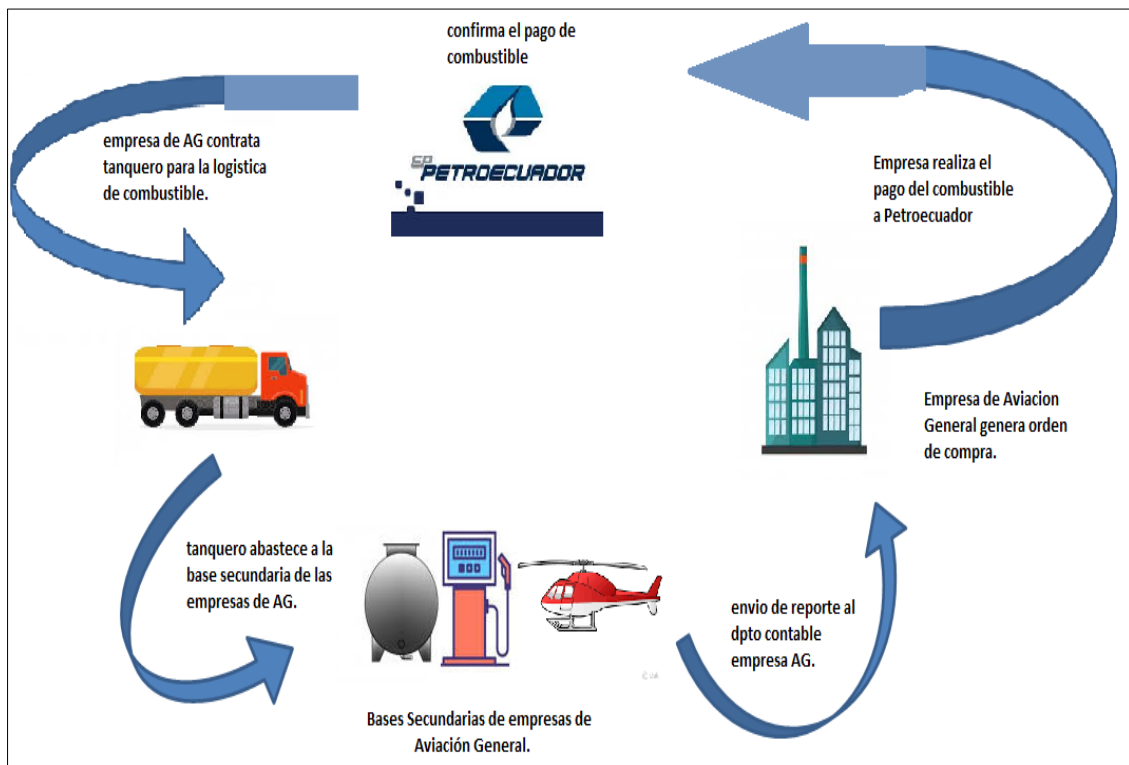 confirma el pago de
combustible
EP
PETROECUADOR
empresa de AG contrata
tanquero para la logistica
de combustible.
Empresa realiza el
pago del combustible
a Petroecuador
Empresa de Aviacion
General genera orden
de compra.
tanquero abastece a la
base secundaria de las
empresas de AG.
envio de reporte al
dpto contable
empresa AG.
Bases Secundarias de empresas de
Aviación General.